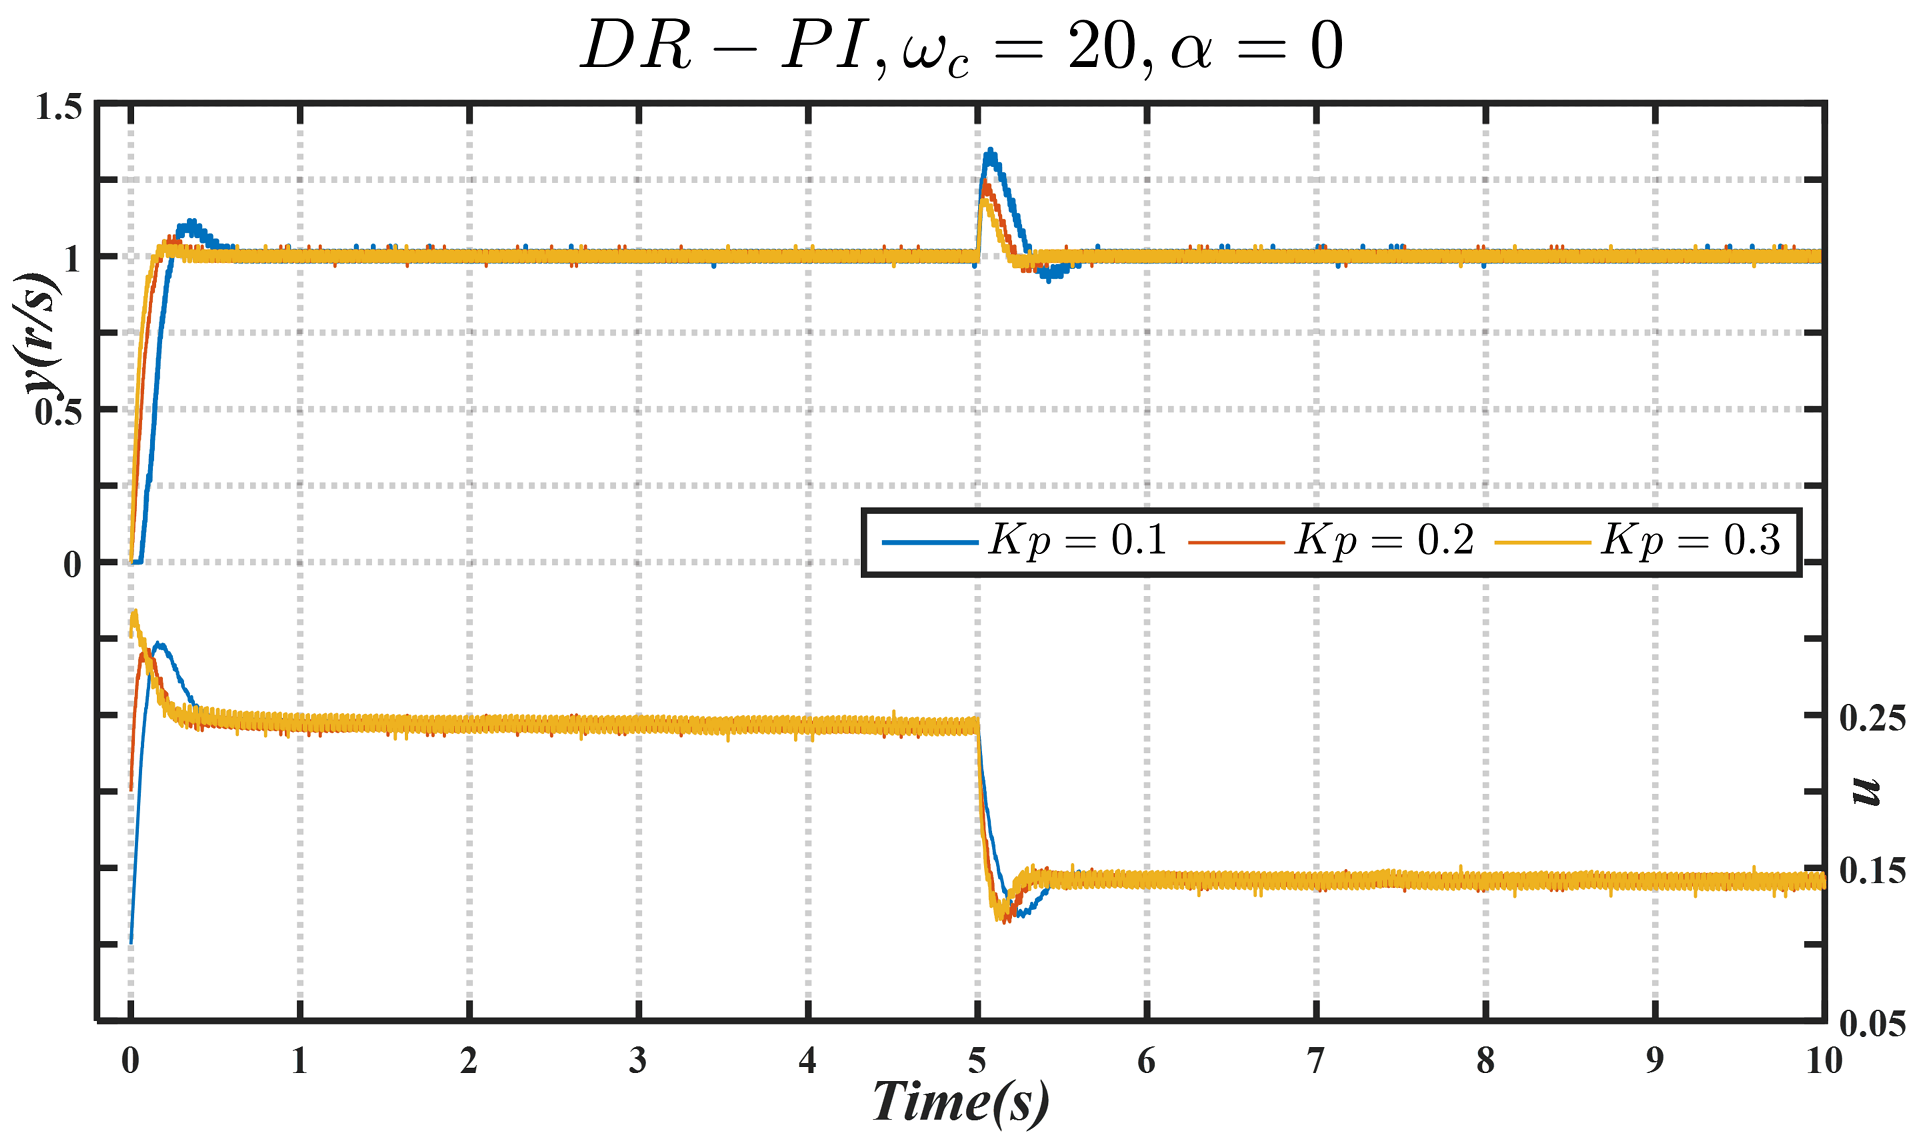 DR − PI, ω_c = 20, α = 0
1.5
1
0.5
0
y(r/s)
Kp = 0.1 Kp = 0.2 Kp = 0.3
0.25
0.15
0.05
u
0 1 2 3 4 5 6 7 8 9 10
Time(s)